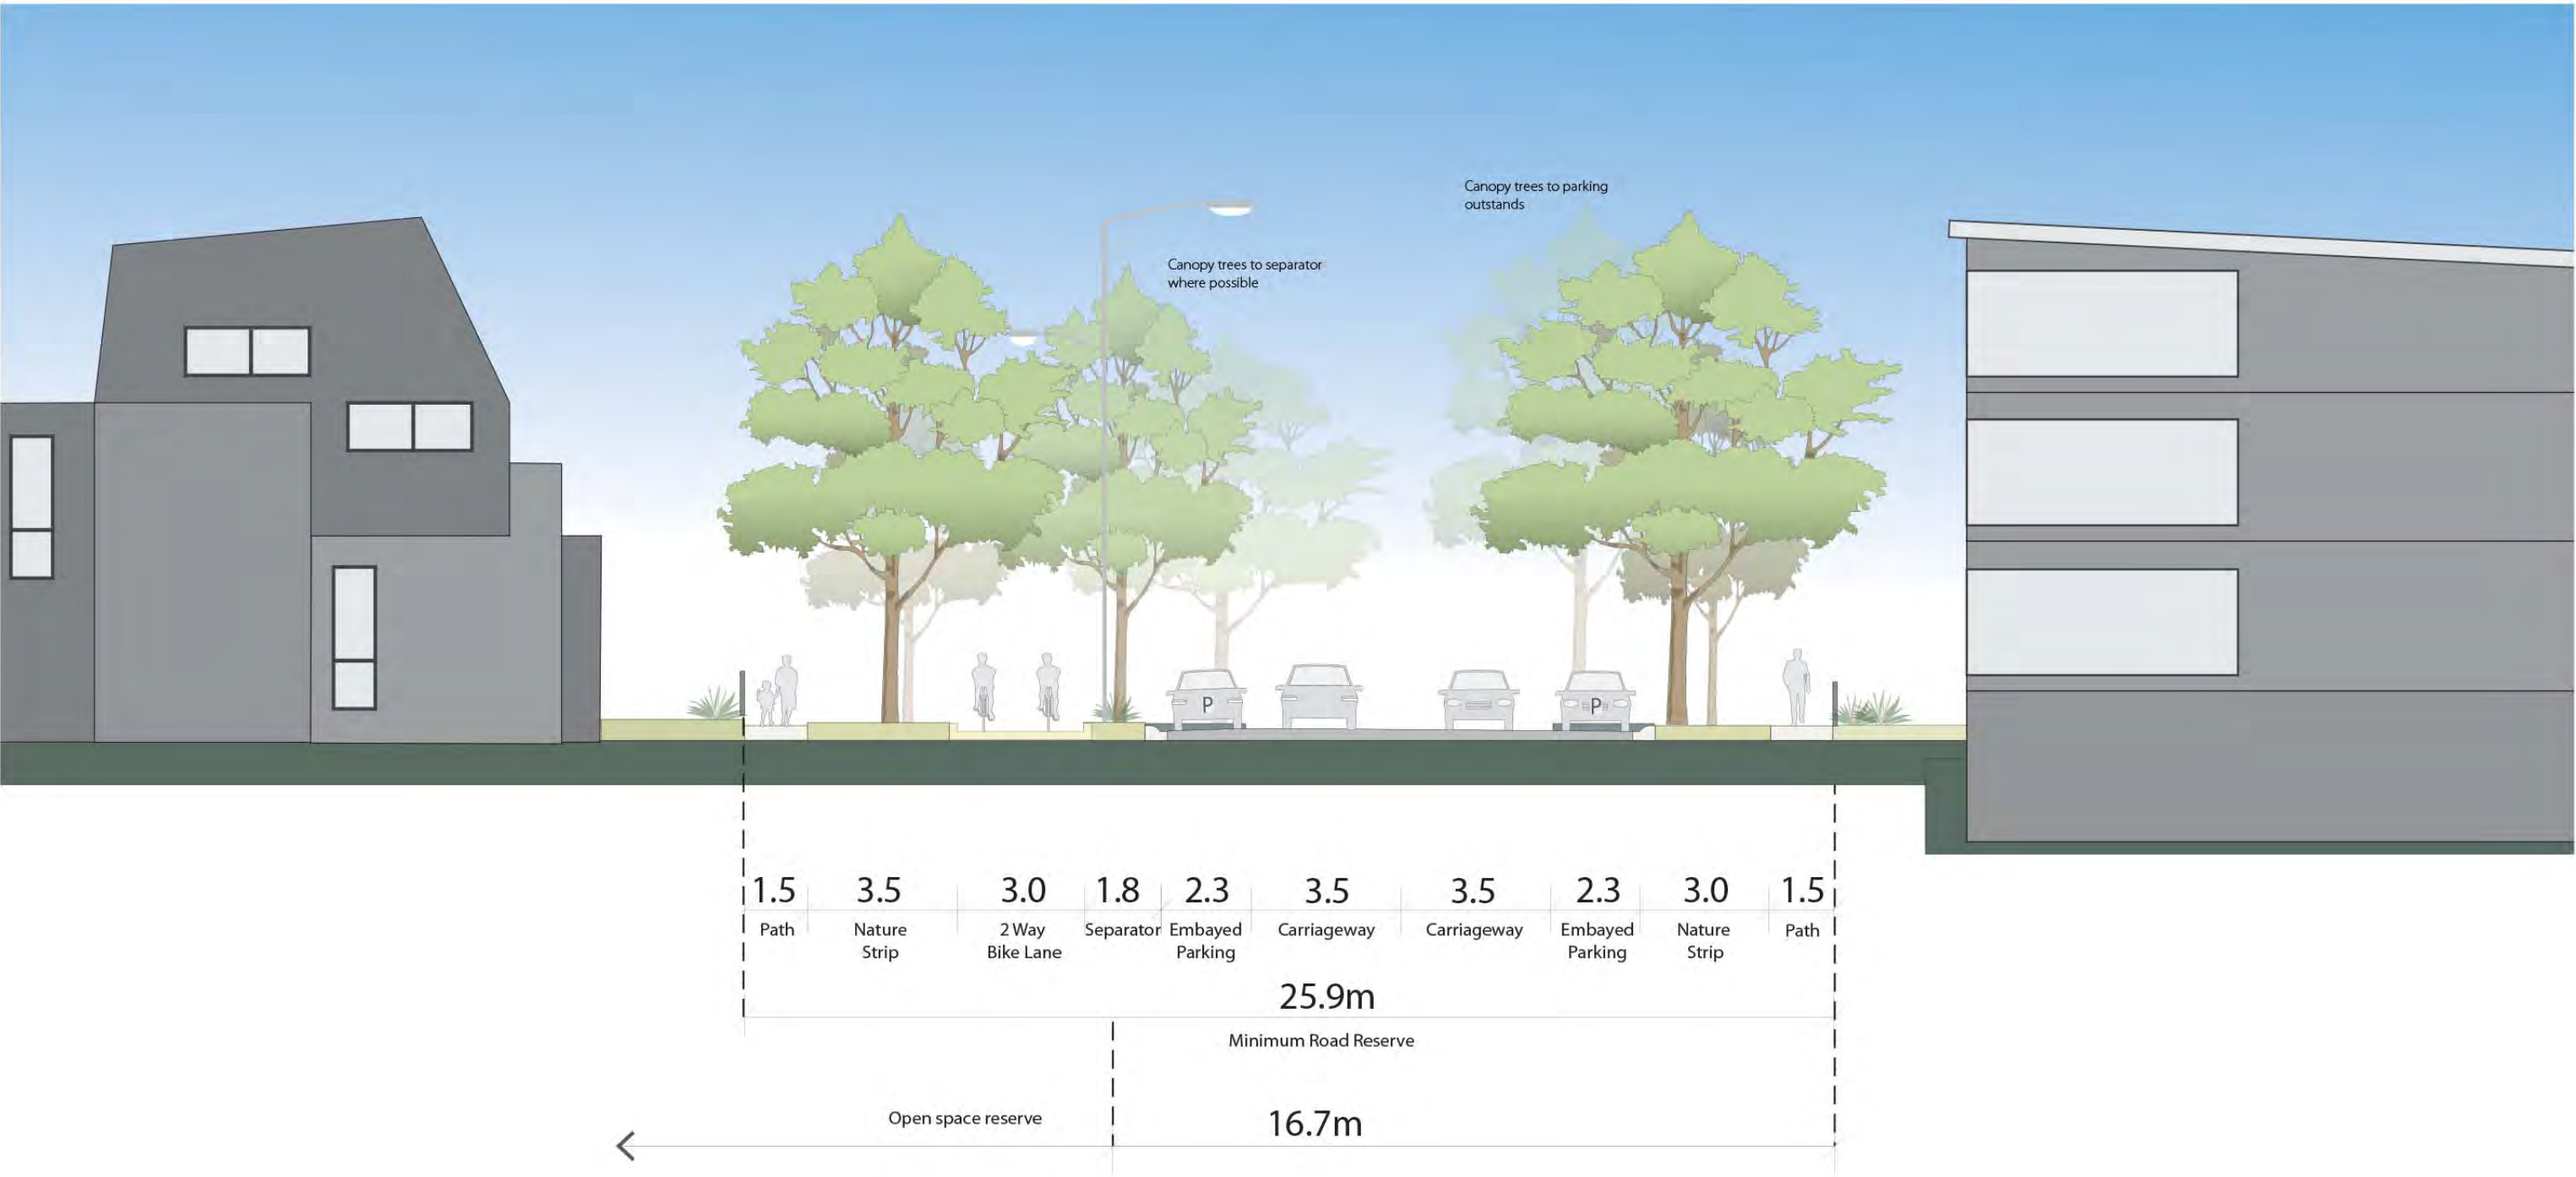 Canopy trees to parking
outstands
Canopy trees to separator
where possible
P
P
1.5 3.5 3.0 1.8 2.3 3.5 3.5 2.3 3.0 1.5
Path Nature 2 Way Separator Embayed Carriageway Carriageway Embayed Nature Path
Strip Bike Lane Parking Parking Strip
25.9m
Minimum Road Reserve
Open space reserve 16.7m